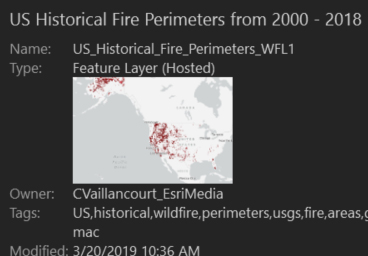 US Historical Fire Perimeters from 2000 - 2018
Name: US_Historical_Fire_Perimeters_WFL1
Type: Feature Layer (Hosted)
Owner: CVaillancourt_EsriMedia
Tags: US,historical,wildfire,perimeters,usgs,fire,areas,g
mac
Modified: 3/20/2019 10:36 AM